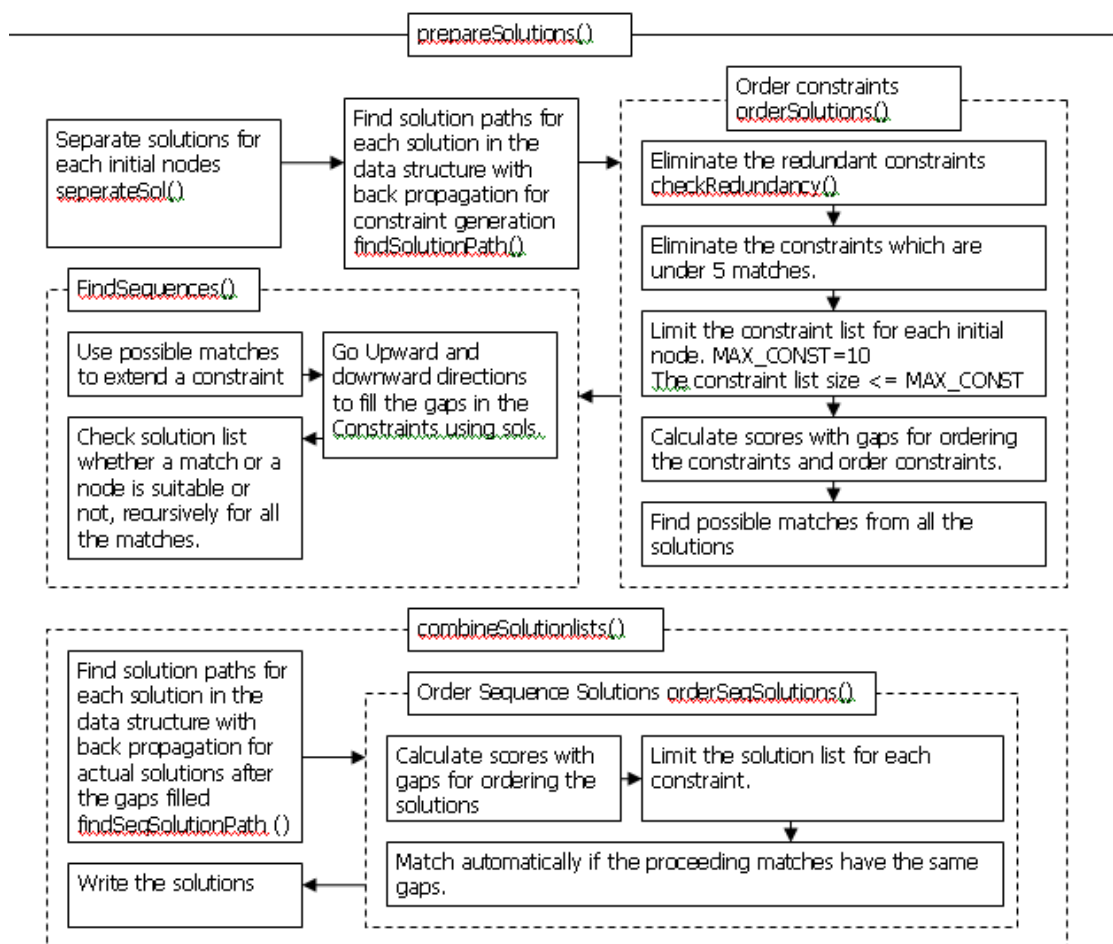 prepareSolutions()
Separate solutions for
each initial nodes
seperateSol()
Find solution paths for
each solution in the
data structure with
back propagation for
constraint generation
findSolutionPath()
Order constraints
orderSolutions()
Eliminate the redundant constraints
checkRedundancy()
Eliminate the constraints which are
under 5 matches.
Limit the constraint list for each initial
node. MAX_CONST=10
The constraint list size <= MAX_CONST
Calculate scores with gaps for ordering
the constraints and order constraints.
Find possible matches from all the
solutions
FindSequences()
Use possible matches
to extend a constraint
Go Upward and
downward directions
to fill the gaps in the
Constraints using sols.
Check solution list
whether a match or a
node is suitable or
not, recursively for all
the matches.
combineSolutionlists()
Find solution paths for
each solution in the
data structure with
back propagation for
actual solutions after
the gaps filled
findSeqSolutionPath ()
Order Sequence Solutions orderSeqSolutions()
Calculate scores with
gaps for ordering the
solutions
Limit the solution list for each
constraint.
Match automatically if the proceeding matches have the same
gaps.
Write the solutions